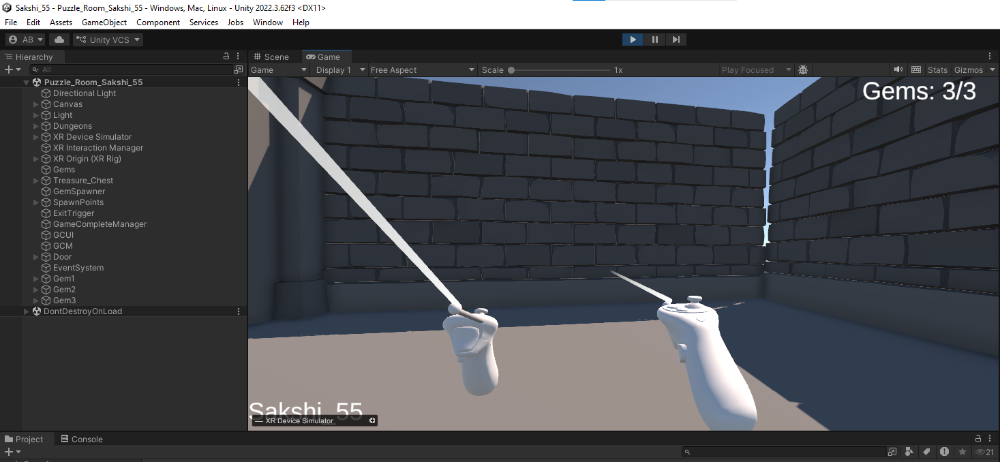 Sakshi_55 - Puzzle_Room_Sakshi_55 - Windows, Mac, Linux - Unity 2022.3.62f3 <DX11>
File Edit Assets GameObject Component Services Jobs Window Help
AB Unity VCS
Hierarchy
All
Puzzle_Room_Sakshi_55
Directional Light
Canvas
Light
Dungeons
XR Device Simulator
XR Interaction Manager
XR Origin (XR Rig)
Gems
Treasure_Chest
GemSpawner
SpawnPoints
ExitTrigger
GameCompleteManager
GCUI
GCM
Door
EventSystem
Gem1
Gem2
Gem3
DontDestroyOnLoad
Scene Game
Game Display 1 Free Aspect Scale 1x Play Focused Stats Gizmos
Gems: 3/3
Sakshi_55
XR Device Simulator
Project Console
21